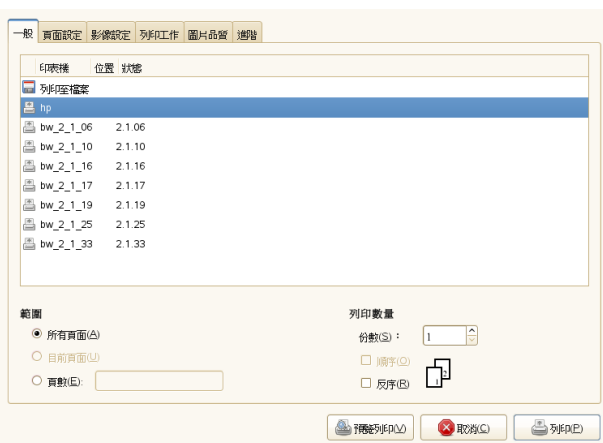 一般 頁面設定 影像設定 列印工作 圖片品質 進階
印表機 位置 狀態
列印至檔案
hp
bw_2_1_06 2.1.06
bw_2_1_10 2.1.10
bw_2_1_16 2.1.16
bw_2_1_17 2.1.17
bw_2_1_19 2.1.19
bw_2_1_25 2.1.25
bw_2_1_33 2.1.33
範圍 列印數量
所有頁面(A) 份數(S)： 1
目前頁面(U) 順序(O)
頁數(E): 反序(R) 1 2
預覽列印(V) 取消(C) 列印(P)